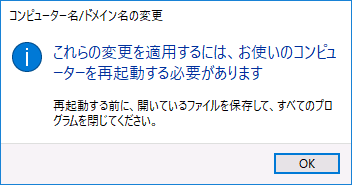 コンピューター名/ドメイン名の変更
これらの変更を適用するには、お使いのコンピュ
ーターを再起動する必要があります
再起動する前に、開いているファイルを保存して、すべてのプロ
グラムを閉じてください。
OK